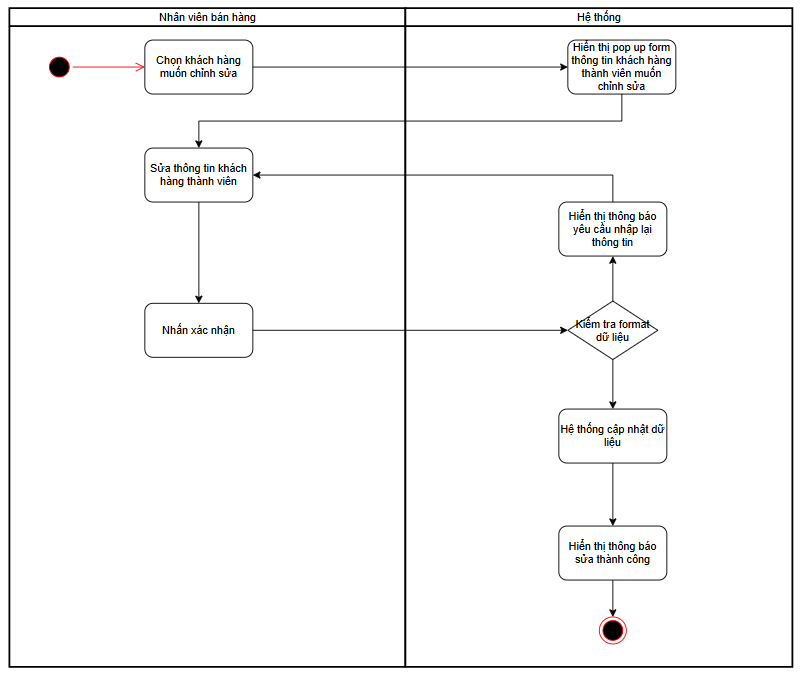 Nhân viên bán hàng
Hệ thống
Chọn khách hàng
muốn chỉnh sửa
Hiển thị pop up form
thông tin khách hàng
thành viên muốn
chỉnh sửa
Sửa thông tin khách
hàng thành viên
Hiển thị thông báo
yêu cầu nhập lại
thông tin
Nhấn xác nhận
Kiểm tra format
dữ liệu
Hệ thống cập nhật dữ
liệu
Hiển thị thông báo
sửa thành công